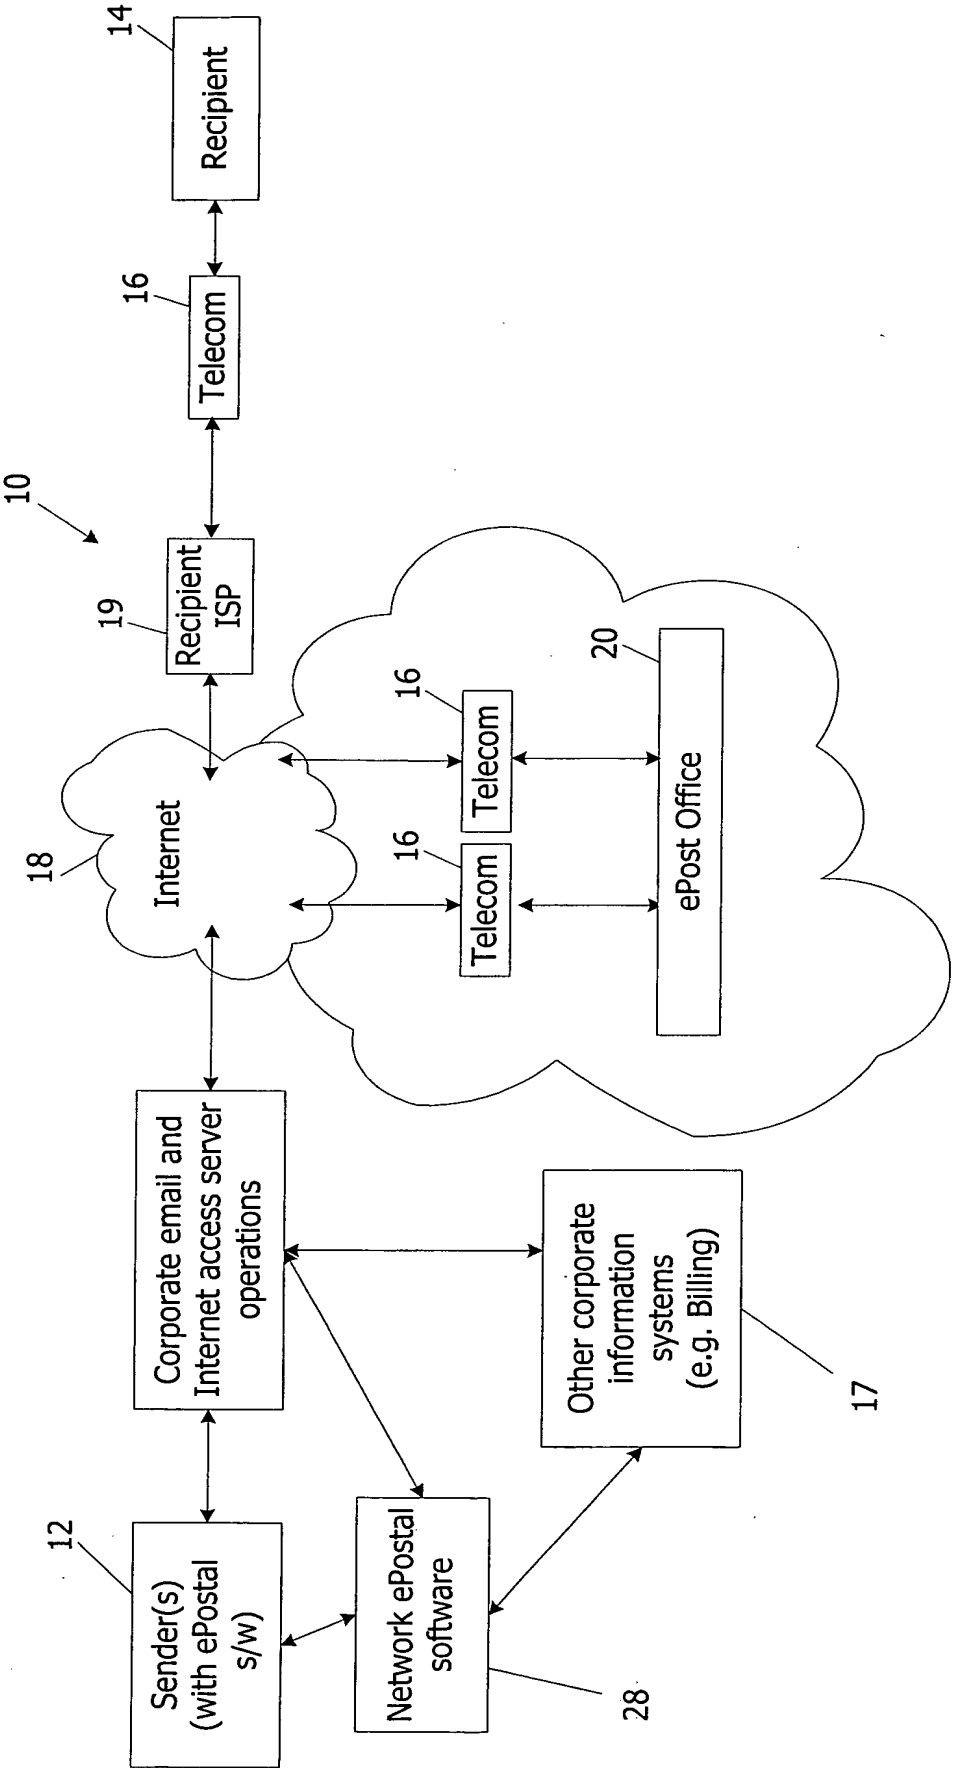 10
12
Sender(s)
(with ePostal
s/w)
Corporate email and
Internet access server
operations
18
Internet
19
Recipient
ISP
16
Telecom
14
Recipient
28
Network ePostal
software
17
Other corporate
information
systems
(e.g. Billing)
16
Telecom
16
Telecom
20
ePost Office